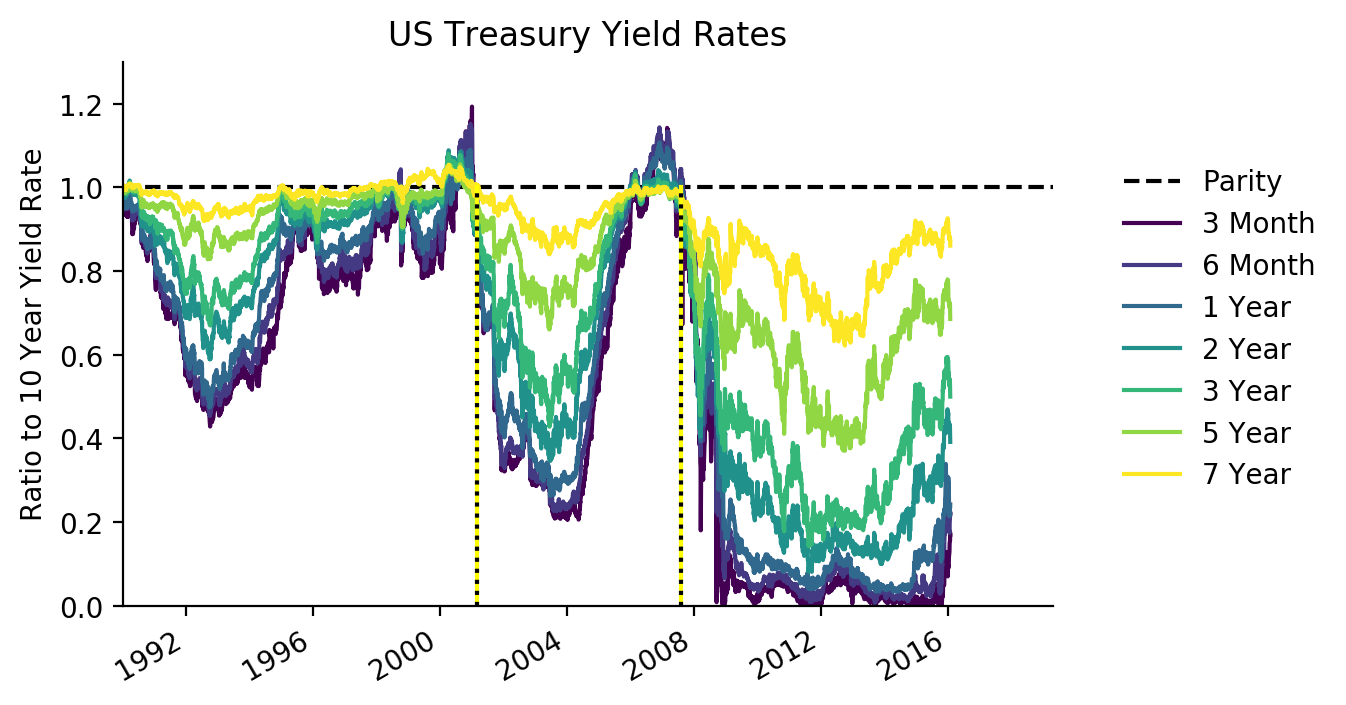 US Treasury Yield Rates
Ratio to 10 Year Yield Rate
1.2
1.0
0.8
0.6
0.4
0.2
0.0
1992
1996
2000
2004
2008
2012
2016
Parity
3 Month
6 Month
1 Year
2 Year
3 Year
5 Year
7 Year